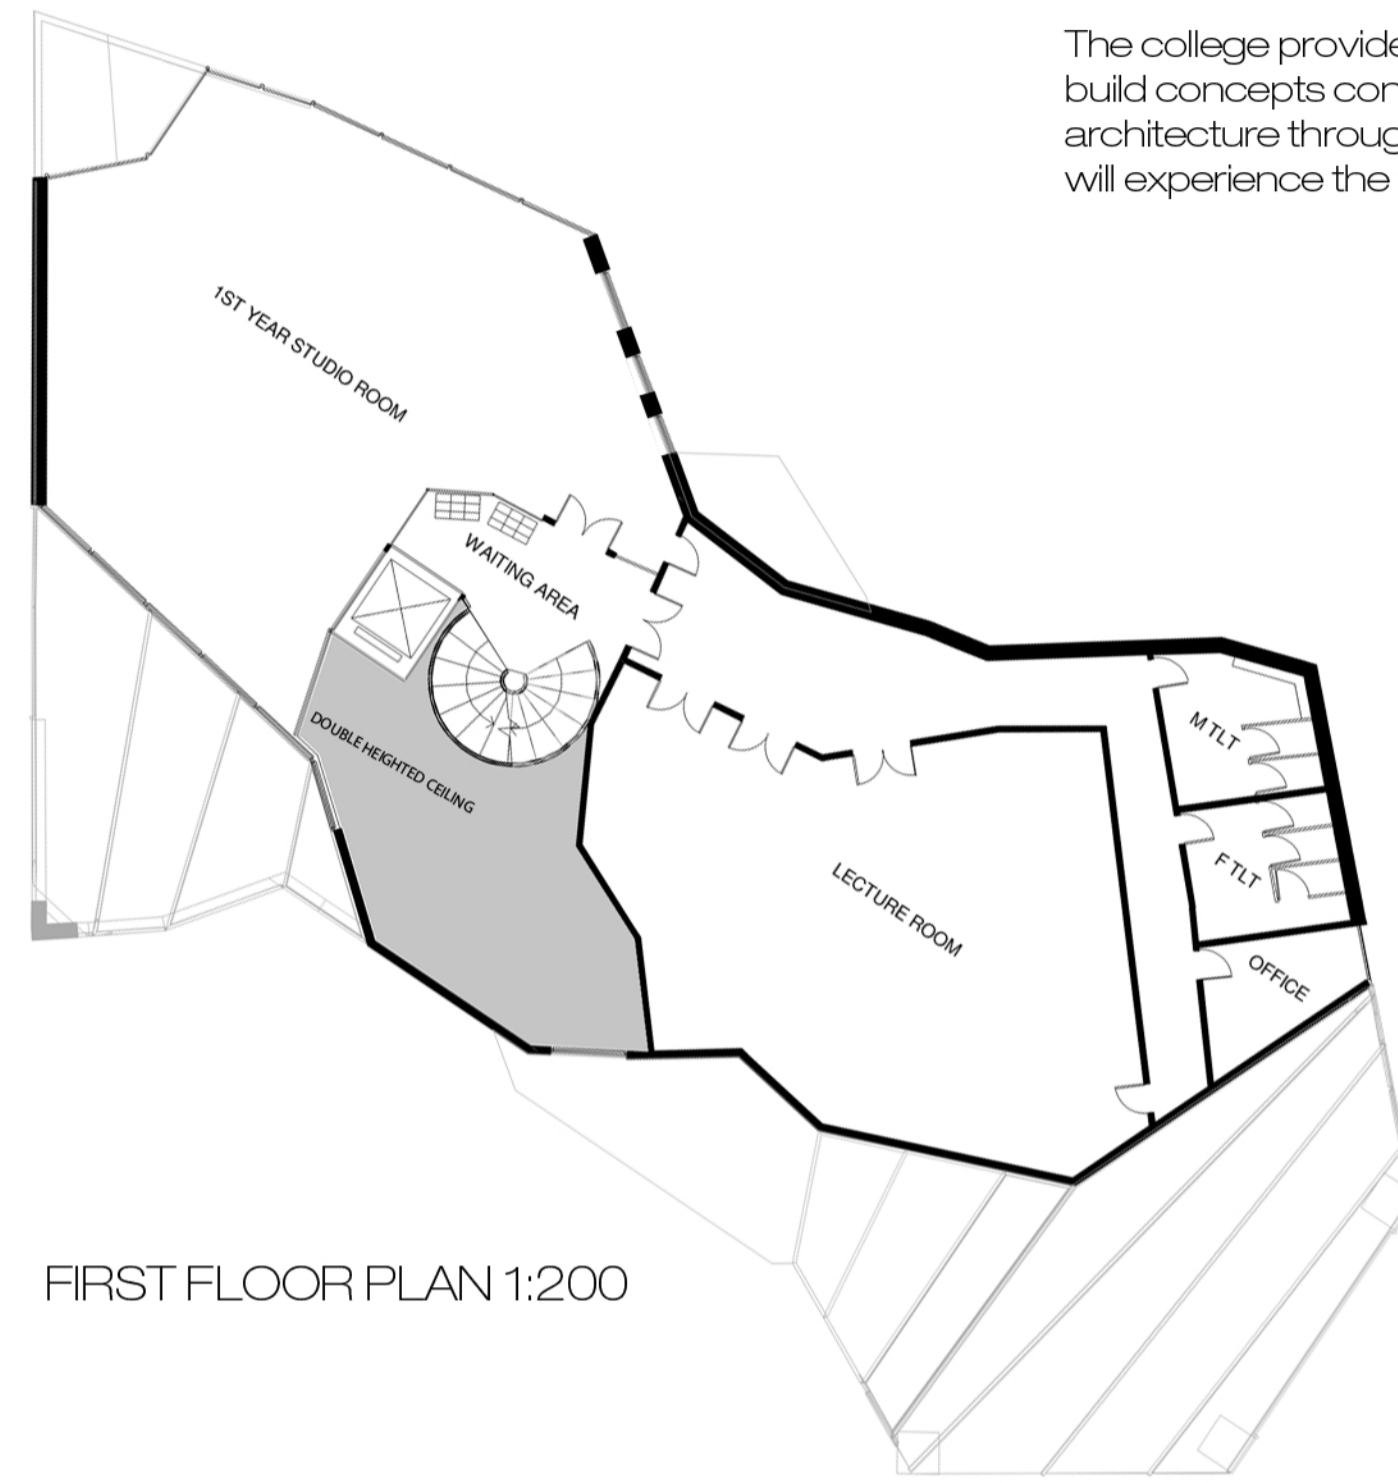 The college provide
build concepts con
architecture throug
will experience the
1ST YEAR STUDIO ROOM
WAITING AREA
DOUBLE HEIGHTED CEILING
M TLT
F TLT
LECTURE ROOM
OFFICE
FIRST FLOOR PLAN 1:200